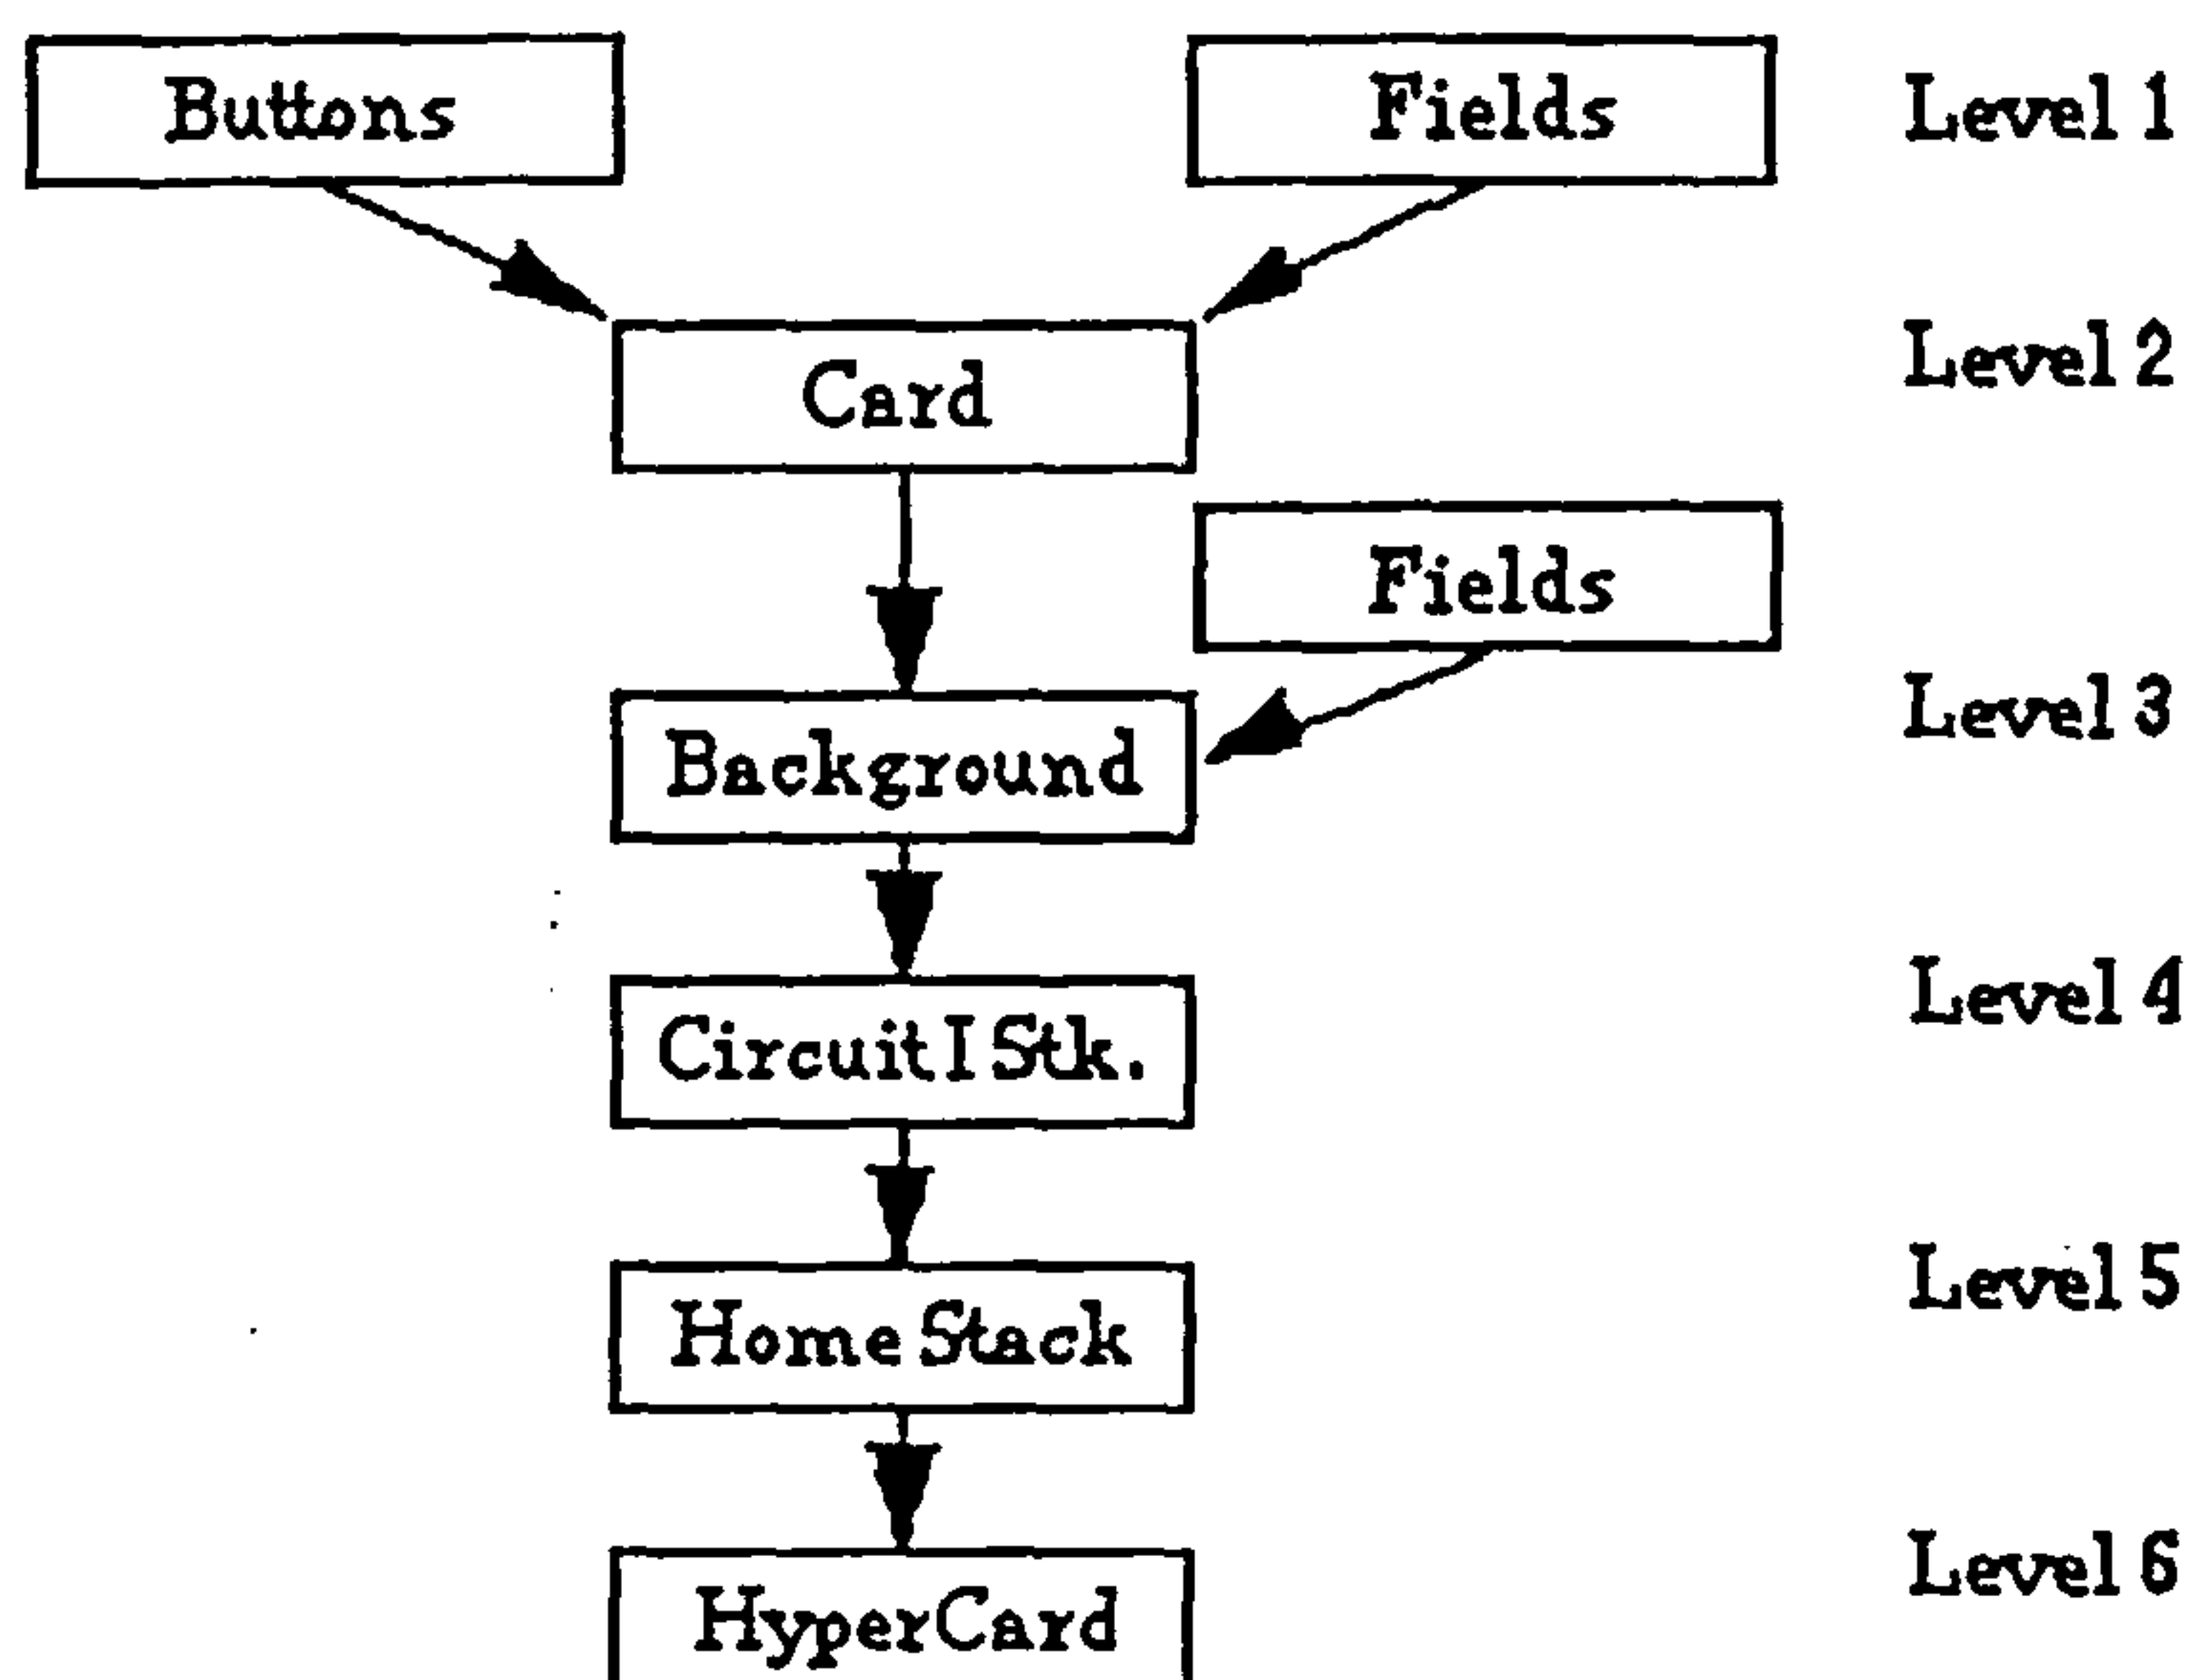 Buttons Fields Level 1
Card Level 2
Fields
Background Level 3
Circuit I Stk. Level 4
Home Stack Level 5
HyperCard Level 6